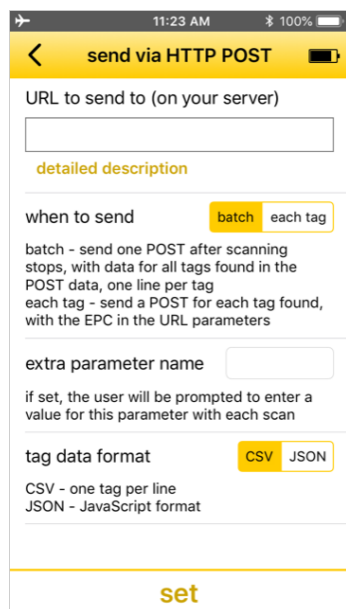 11:23 AM 100%
send via HTTP POST
URL to send to (on your server)
detailed description
when to send batch each tag
batch - send one POST after scanning
stops, with data for all tags found in the
POST data, one line per tag
each tag - send a POST for each tag found,
with the EPC in the URL parameters
extra parameter name
if set, the user will be prompted to enter a
value for this parameter with each scan
tag data format CSV JSON
CSV - one tag per line
JSON - JavaScript format
set